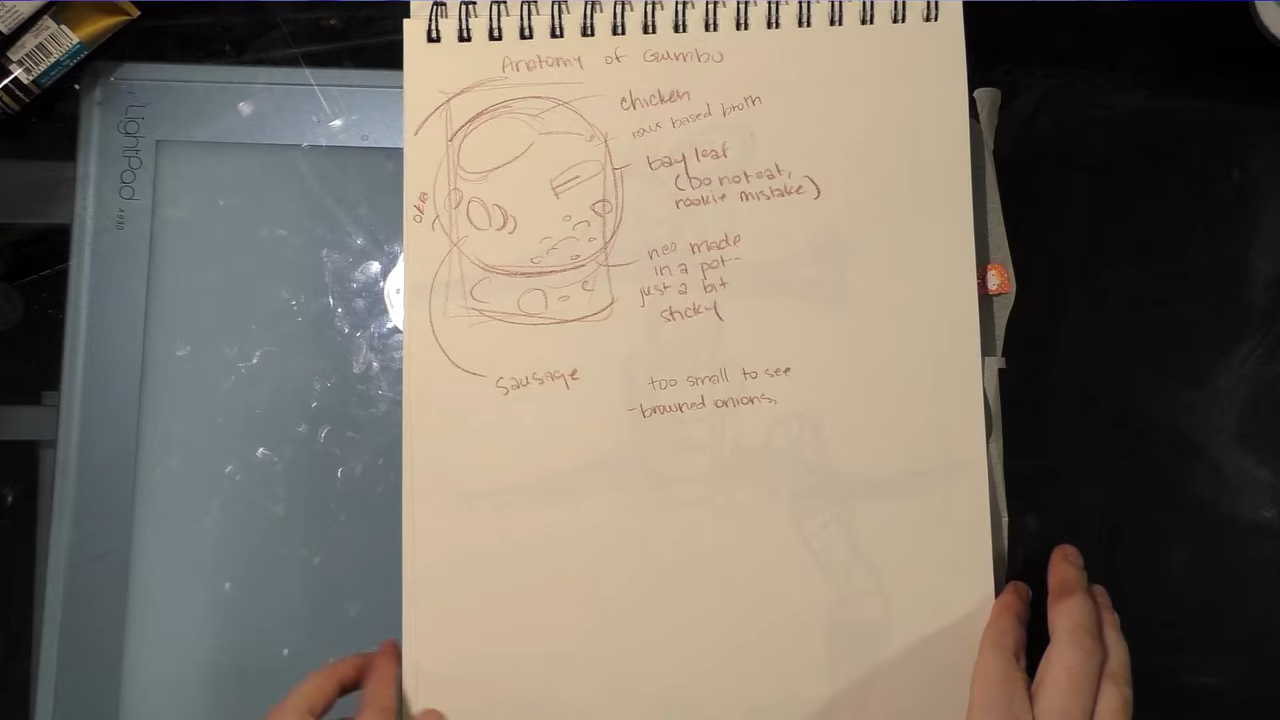 Anatomy of Gumbo
chicken
roux based broth
bay leaf
(Do not eat,
rookie mistake)
okra
made
in a pot-
just a bit
sticky
sausage
too small to see
- browned onions,
LightPad